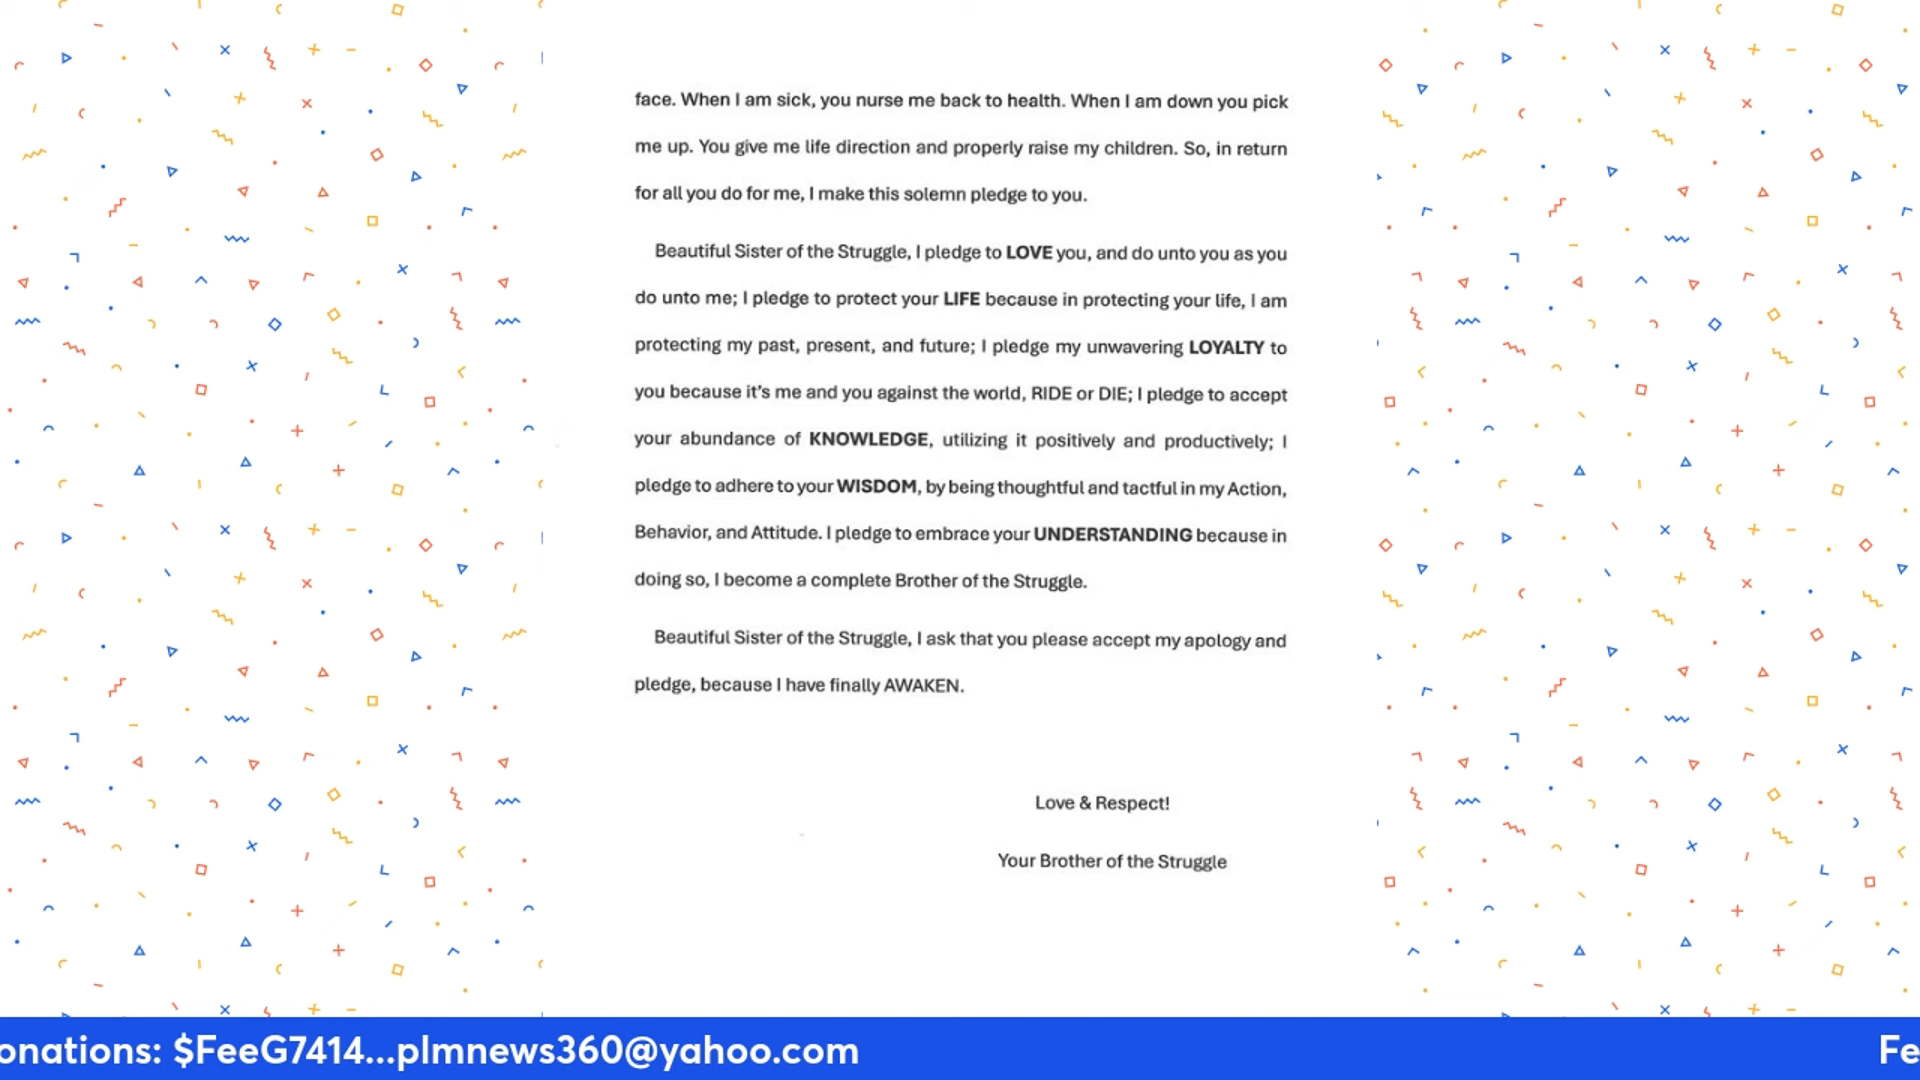 face. When I am sick, you nurse me back to health. When I am down you pick
me up. You give me life direction and properly raise my children. So, in return
for all you do for me, I make this solemn pledge to you.
Beautiful Sister of the Struggle, I pledge to LOVE you, and do unto you as you
do unto me; I pledge to protect your LIFE because in protecting your life, I am
protecting my past, present, and future; I pledge my unwavering LOYALTY to
you because it’s me and you against the world, RIDE or DIE; I pledge to accept
your abundance of KNOWLEDGE, utilizing it positively and productively; I
pledge to adhere to your WISDOM, by being thoughtful and tactful in my Action,
Behavior, and Attitude. I pledge to embrace your UNDERSTANDING because in
doing so, I become a complete Brother of the Struggle.
Beautiful Sister of the Struggle, I ask that you please accept my apology and
pledge, because I have finally AWAKEN.
Love & Respect!
Your Brother of the Struggle
onations: $FeeG7414...plmnews360@yahoo.com Fe